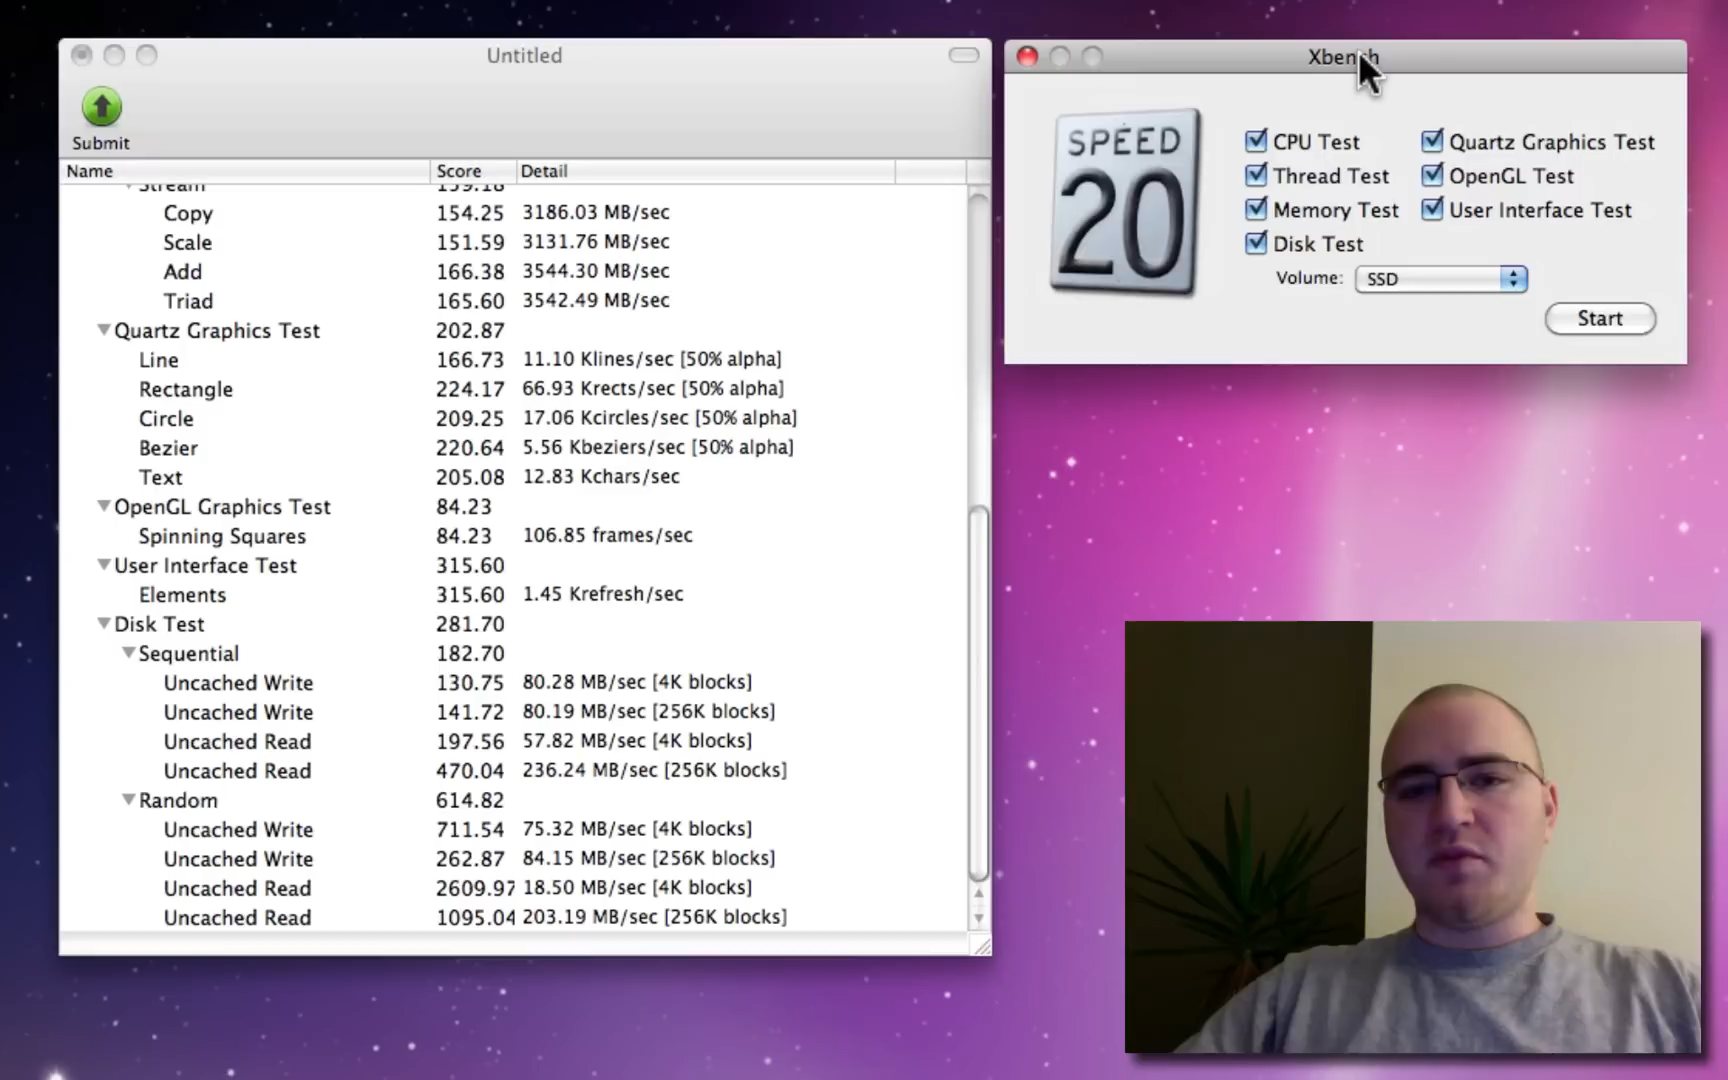 Untitled
Submit
Name Score Detail
Stream 159.18
Copy 154.25 3186.03 MB/sec
Scale 151.59 3131.76 MB/sec
Add 166.38 3544.30 MB/sec
Triad 165.60 3542.49 MB/sec
Quartz Graphics Test 202.87
Line 166.73 11.10 Klines/sec [50% alpha]
Rectangle 224.17 66.93 Krects/sec [50% alpha]
Circle 209.25 17.06 Kcircles/sec [50% alpha]
Bezier 220.64 5.56 Kbeziers/sec [50% alpha]
Text 205.08 12.83 Kchars/sec
OpenGL Graphics Test 84.23
Spinning Squares 84.23 106.85 frames/sec
User Interface Test 315.60
Elements 315.60 1.45 Krefresh/sec
Disk Test 281.70
Sequential 182.70
Uncached Write 130.75 80.28 MB/sec [4K blocks]
Uncached Write 141.72 80.19 MB/sec [256K blocks]
Uncached Read 197.56 57.82 MB/sec [4K blocks]
Uncached Read 470.04 236.24 MB/sec [256K blocks]
Random 614.82
Uncached Write 711.54 75.32 MB/sec [4K blocks]
Uncached Write 262.87 84.15 MB/sec [256K blocks]
Uncached Read 2609.97 18.50 MB/sec [4K blocks]
Uncached Read 1095.04 203.19 MB/sec [256K blocks]
Xbench
SPEED
20
CPU Test Quartz Graphics Test
Thread Test OpenGL Test
Memory Test User Interface Test
Disk Test
Volume: SSD
Start